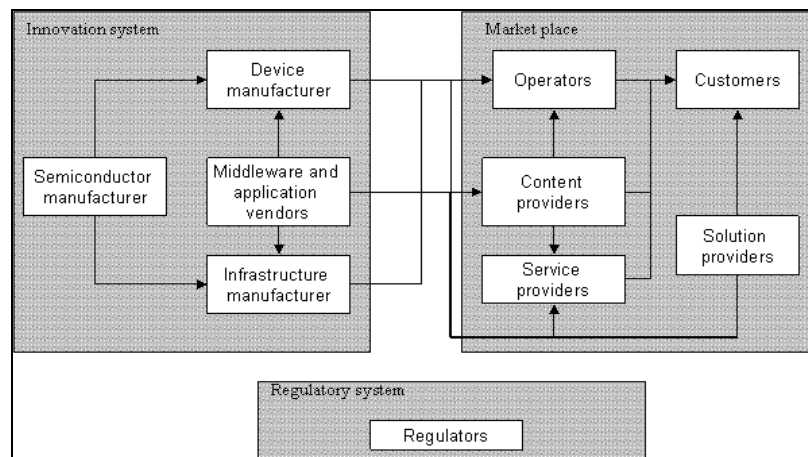 Innovation system
Device
manufacturer
Semiconductor
manufacturer
Middleware and
application
vendors
Infrastructure
manufacturer
Market place
Operators
Customers
Content
providers
Solution
providers
Service
providers
Regulatory system
Regulators